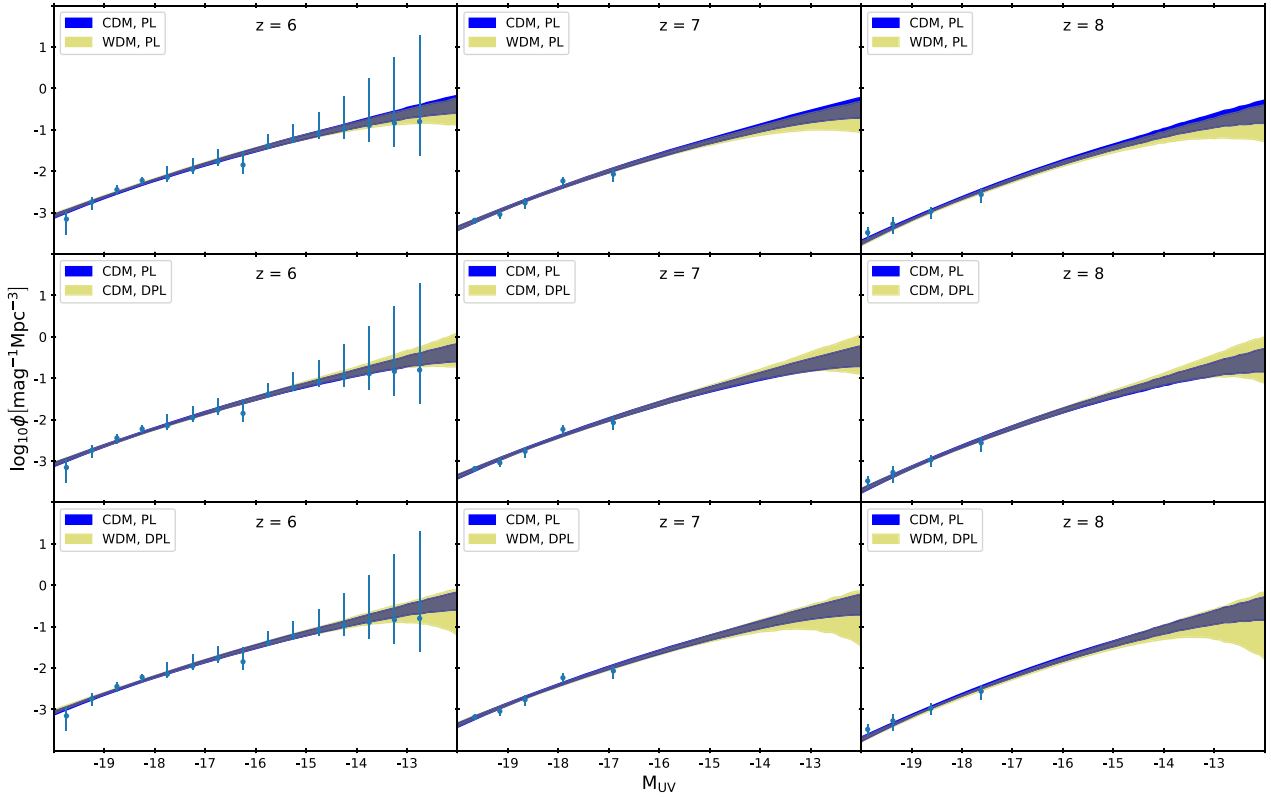 CDM, PL
WDM, PL
z = 6
z = 7
CDM, PL
WDM, PL
z = 8
CDM, PL
WDM, PL
1
0
-1
-2
-3
CDM, PL
CDM, DPL
z = 6
CDM, PL
CDM, DPL
z = 7
CDM, PL
CDM, DPL
z = 8
1
0
-1
-2
-3
log₁₀ϕ[mag⁻¹Mpc⁻³]
CDM, PL
WDM, DPL
z = 6
CDM, PL
WDM, DPL
z = 7
CDM, PL
WDM, DPL
z = 8
1
0
-1
-2
-3
-19 -18 -17 -16 -15 -14 -13 -19 -18 -17 -16 -15 -14 -13 -19 -18 -17 -16 -15 -14 -13
M_UV